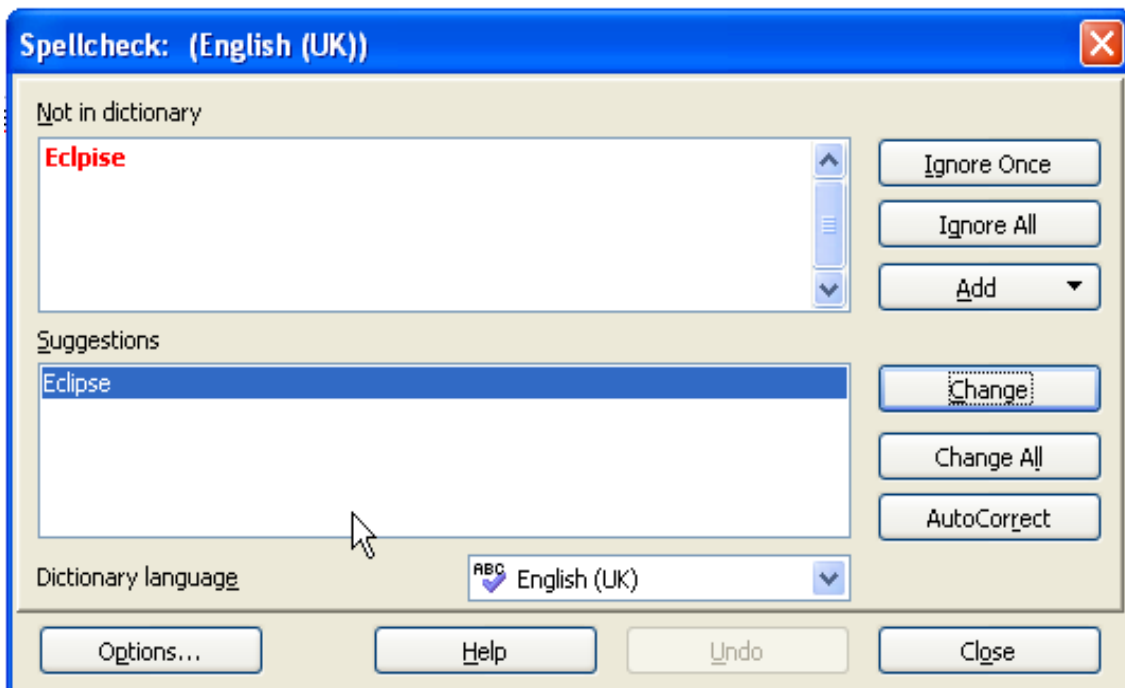 Spellcheck: (English (UK))
Not in dictionary
Eclpise
Ignore Once
Ignore All
Add
Suggestions
Eclipse
Change
Change All
AutoCorrect
Dictionary language
ABC English (UK)
Options...
Help
Undo
Close